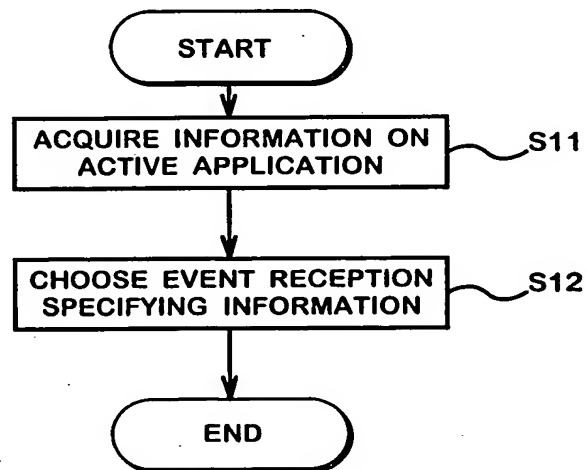 START
ACQUIRE INFORMATION ON
ACTIVE APPLICATION
S11
CHOOSE EVENT RECEPTION
SPECIFYING INFORMATION
S12
END